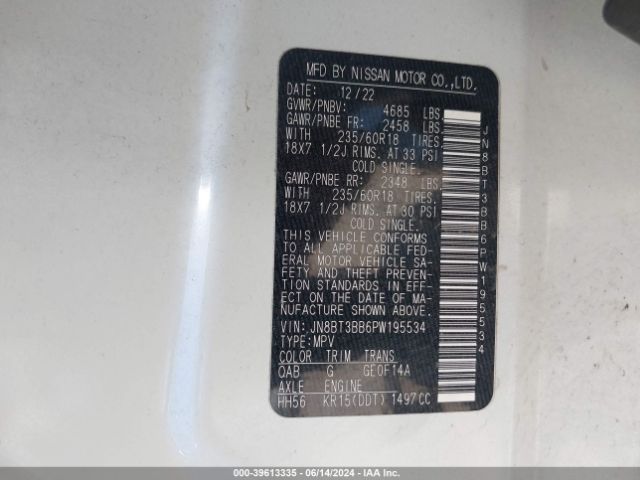 MFD BY NISSAN MOTOR CO.,LTD.
DATE: 12/22
GVWR/PNBV: 4685 LBS
GAWR/PNBE FR: 2458 LBS
WITH 235/60R18 TIRES
18X7 1/2J RIMS. AT 33 PSI
COLD SINGLE.
GAWR/PNBE RR: 2348 LBS
WITH 235/60R18 TIRES
18X7 1/2J RIMS. AT 30 PSI
COLD SINGLE.
THIS VEHICLE CONFORMS
TO ALL APPLICABLE FED-
ERAL MOTOR VEHICLE SA-
FETY AND THEFT PREVEN-
TION STANDARDS IN EFF-
ECT ON THE DATE OF MA-
NUFACTURE SHOWN ABOVE.
VIN: JN8BT3BB6PW195534
TYPE: MPV
COLOR TRIM TRANS
QAB G GE0F14A
AXLE ENGINE
HH56 KR15(DDT) 1497CC
JN8BT3BB6PW195534
000-39613335 - 06/14/2024 - IAA Inc.